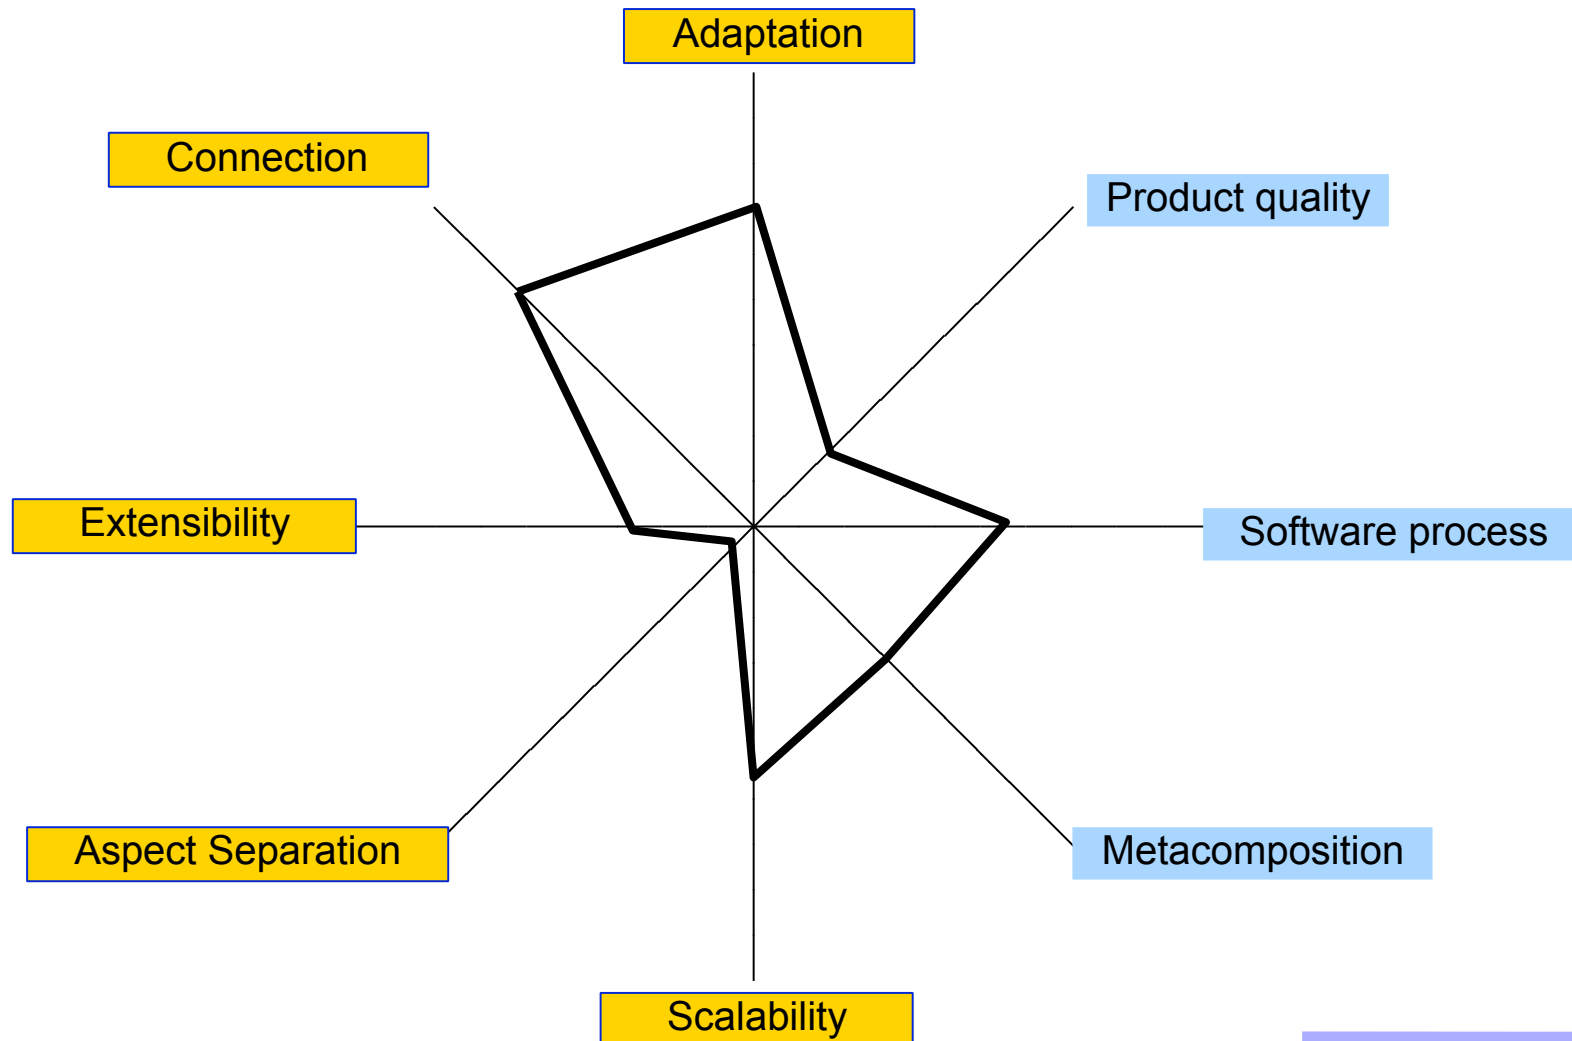 Adaptation
Connection
Product quality
Extensibility
Software process
Aspect Separation
Metacomposition
Scalability